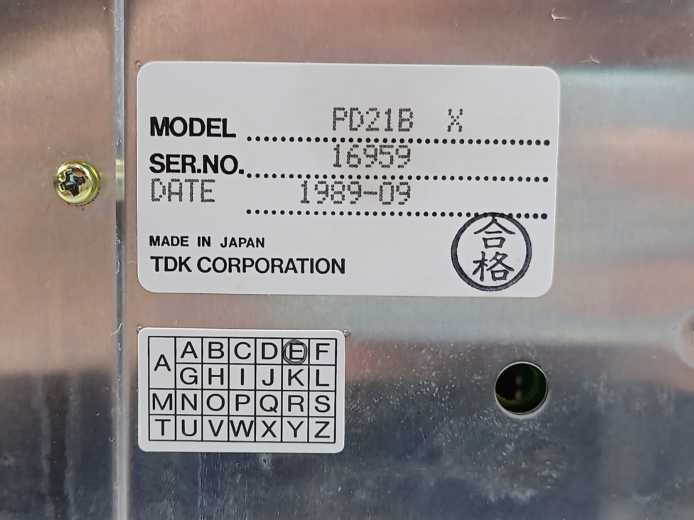 MODEL PD21B X
SER.NO. 16959
DATE 1989-09
MADE IN JAPAN
TDK CORPORATION
合格
A A B C D E F
G H I J K L
M N O P Q R S
T U V W X Y Z